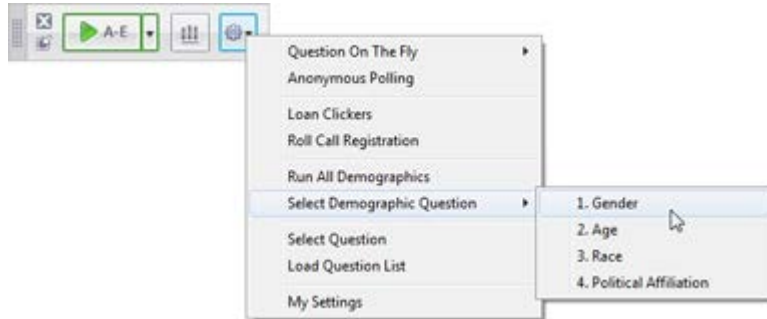 A-E
Question On The Fly
Anonymous Polling
Loan Clickers
Roll Call Registration
Run All Demographics
Select Demographic Question
1. Gender
2. Age
3. Race
4. Political Affiliation
Select Question
Load Question List
My Settings